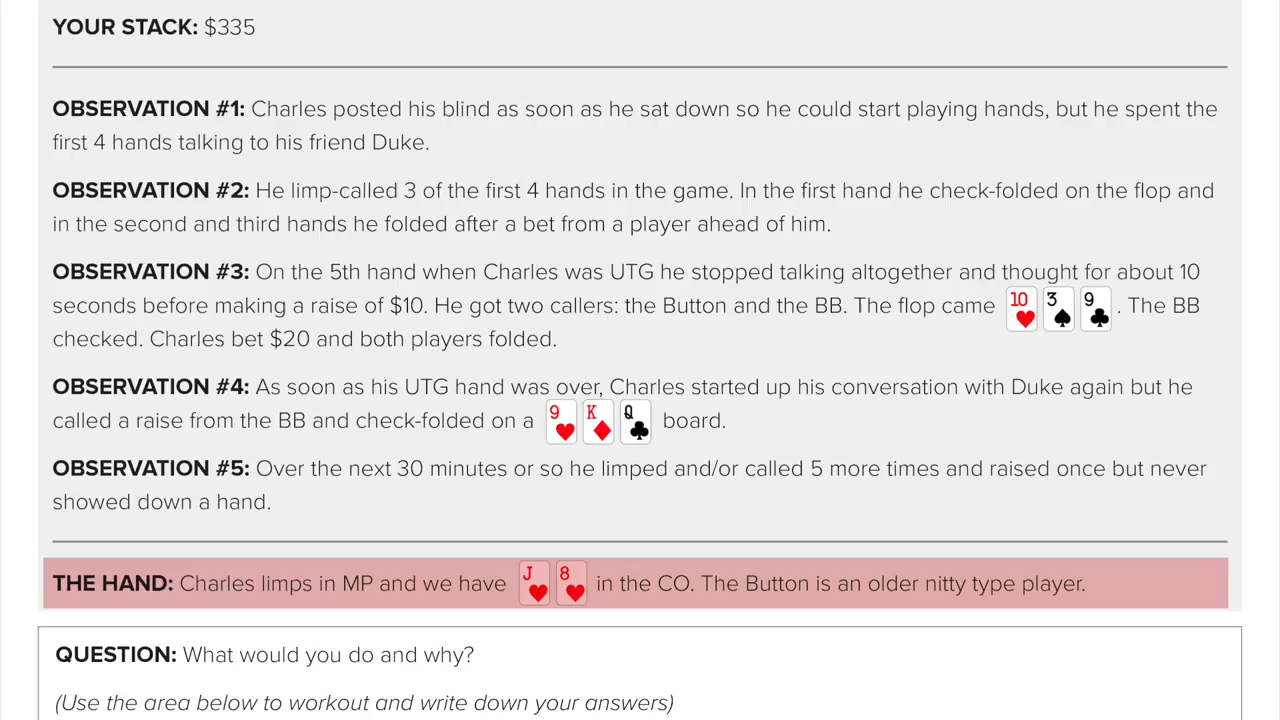 YOUR STACK: $335
OBSERVATION #1: Charles posted his blind as soon as he sat down so he could start playing hands, but he spent the
first 4 hands talking to his friend Duke.
OBSERVATION #2: He limp-called 3 of the first 4 hands in the game. In the first hand he check-folded on the flop and
in the second and third hands he folded after a bet from a player ahead of him.
OBSERVATION #3: On the 5th hand when Charles was UTG he stopped talking altogether and thought for about 10
seconds before making a raise of $10. He got two callers: the Button and the BB. The flop came 10♥ 3♠ 9♣ . The BB
checked. Charles bet $20 and both players folded.
OBSERVATION #4: As soon as his UTG hand was over, Charles started up his conversation with Duke again but he
called a raise from the BB and check-folded on a 9♥ K♦ Q♣ board.
OBSERVATION #5: Over the next 30 minutes or so he limped and/or called 5 more times and raised once but never
showed down a hand.
THE HAND: Charles limps in MP and we have J♥ 8♥ in the CO. The Button is an older nitty type player.
QUESTION: What would you do and why?
(Use the area below to workout and write down your answers)